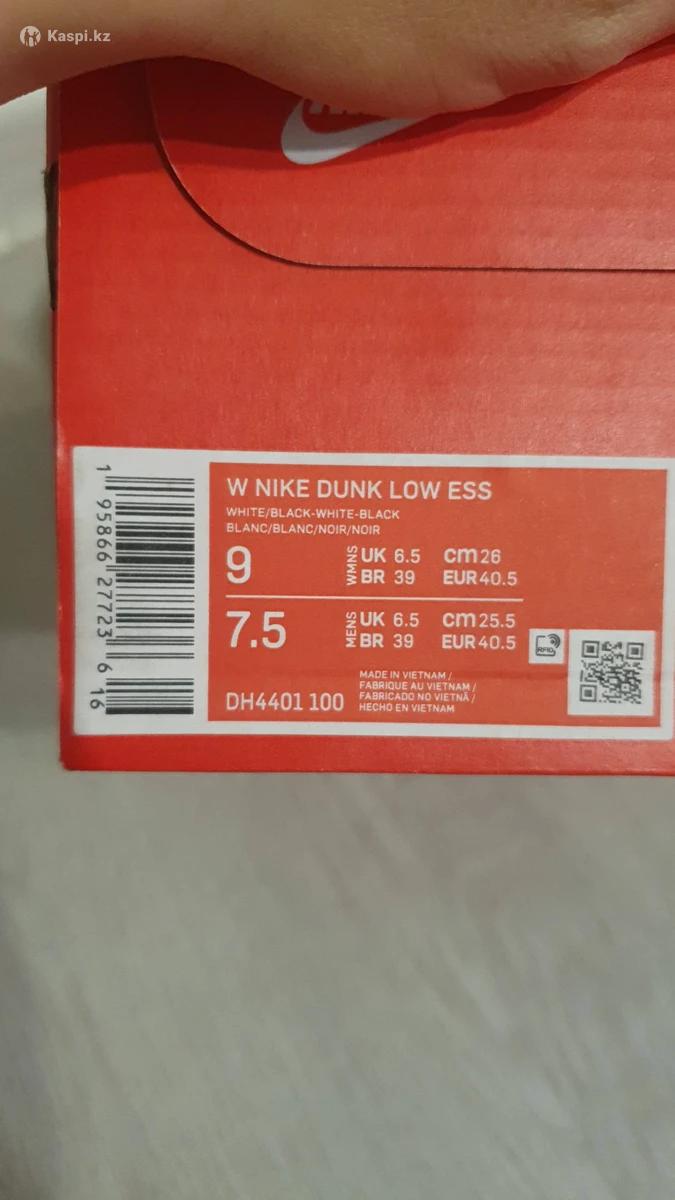 Kaspi.kz
W NIKE DUNK LOW ESS
WHITE/BLACK-WHITE-BLACK
BLANC/BLANC/NOIR/NOIR
9 WMNS UK 6.5 cm 26
BR 39 EUR 40.5
7.5 MENS UK 6.5 cm 25.5
BR 39 EUR 40.5
RFID
DH4401 100
MADE IN VIETNAM /
FABRIQUE AU VIETNAM /
FABRICADO NO VIETNÃ /
HECHO EN VIETNAM
1 95866 27723 6 16